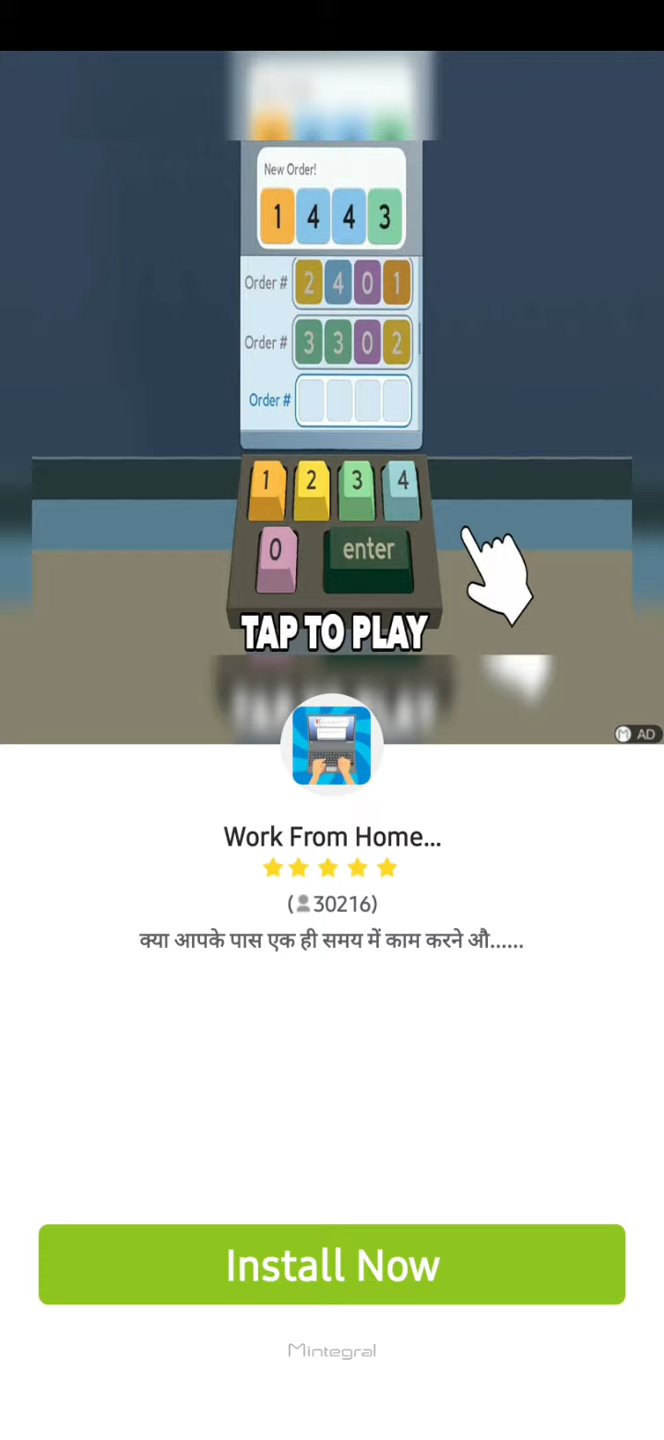 New Order!
1 4 4 3
Order # 2 4 0 1
Order # 3 3 0 2
Order #
1 2 3 4
0 enter
TAP TO PLAY
AD
Work From Home...
(30216)
क्या आपके पास एक ही समय में काम करने औ......
Install Now
Mintegral